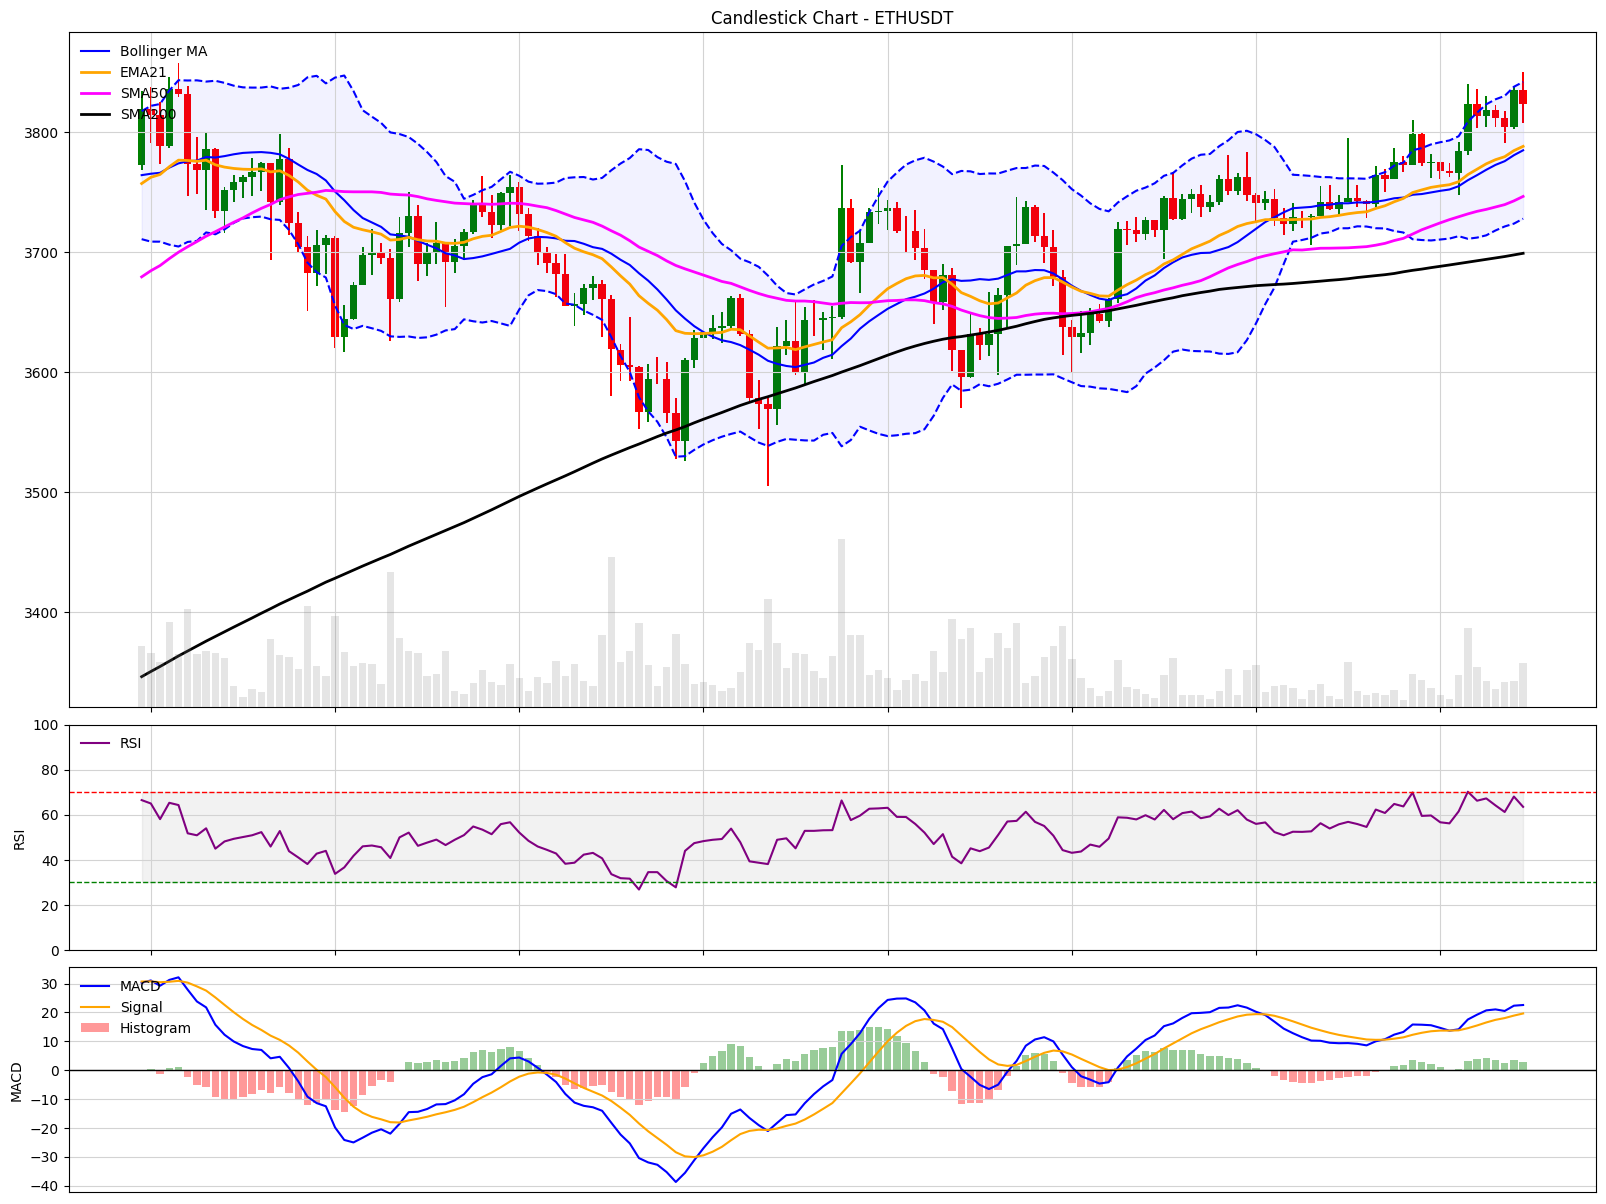 Candlestick Chart - ETHUSDT
Bollinger MA
EMA21
SMA50
SMA200
3800
3700
3600
3500
3400
100
80
60
40
20
0
RSI
RSI
30
20
10
0
−10
−20
−30
−40
MACD
MACD
Signal
Histogram